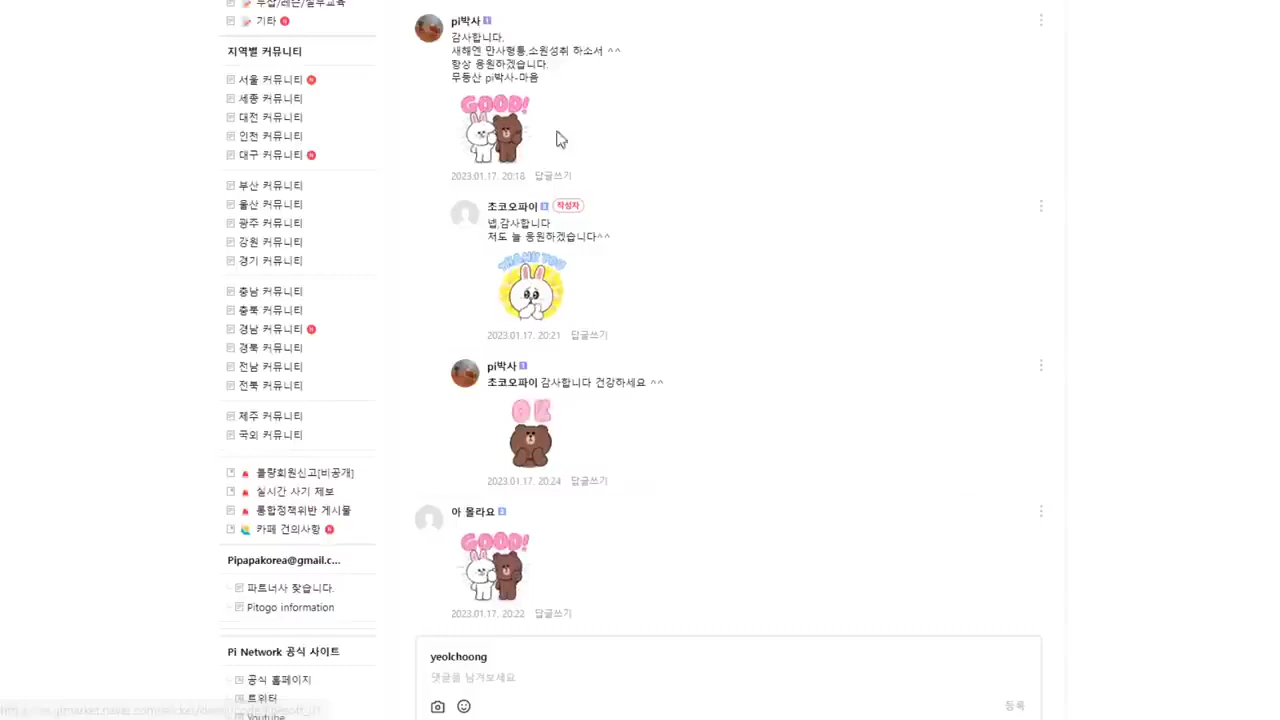 무삽/레슨/실무교육
기타
지역별 커뮤니티
서울 커뮤니티
세종 커뮤니티
대전 커뮤니티
인천 커뮤니티
대구 커뮤니티
부산 커뮤니티
울산 커뮤니티
광주 커뮤니티
강원 커뮤니티
경기 커뮤니티
충남 커뮤니티
충북 커뮤니티
경남 커뮤니티
경북 커뮤니티
전남 커뮤니티
전북 커뮤니티
제주 커뮤니티
국외 커뮤니티
불량회원신고[비공개]
실시간 사기 제보
통합정책위반 게시물
카페 건의사항
Pipapakorea@gmail.c...
파트너사 찾습니다.
Pitogo information
Pi Network 공식 사이트
공식 홈페이지
트위터
Youtube
pi박사
감사합니다.
새해엔 만사형통,소원성취 하소서 ^^
항상 응원하겠습니다.
무등산 pi박사-마음
GOOD!
2023.01.17. 20:18 답글쓰기
초코오파이 작성자
넵,감사합니다
저도 늘 응원하겠습니다^^
THANK YOU
2023.01.17. 20:21 답글쓰기
pi박사
초코오파이 감사합니다 건강하세요 ^^
OK
2023.01.17. 20:24 답글쓰기
아 몰라요
GOOD!
2023.01.17. 20:22 답글쓰기
yeolchoong
댓글을 남겨보세요
등록